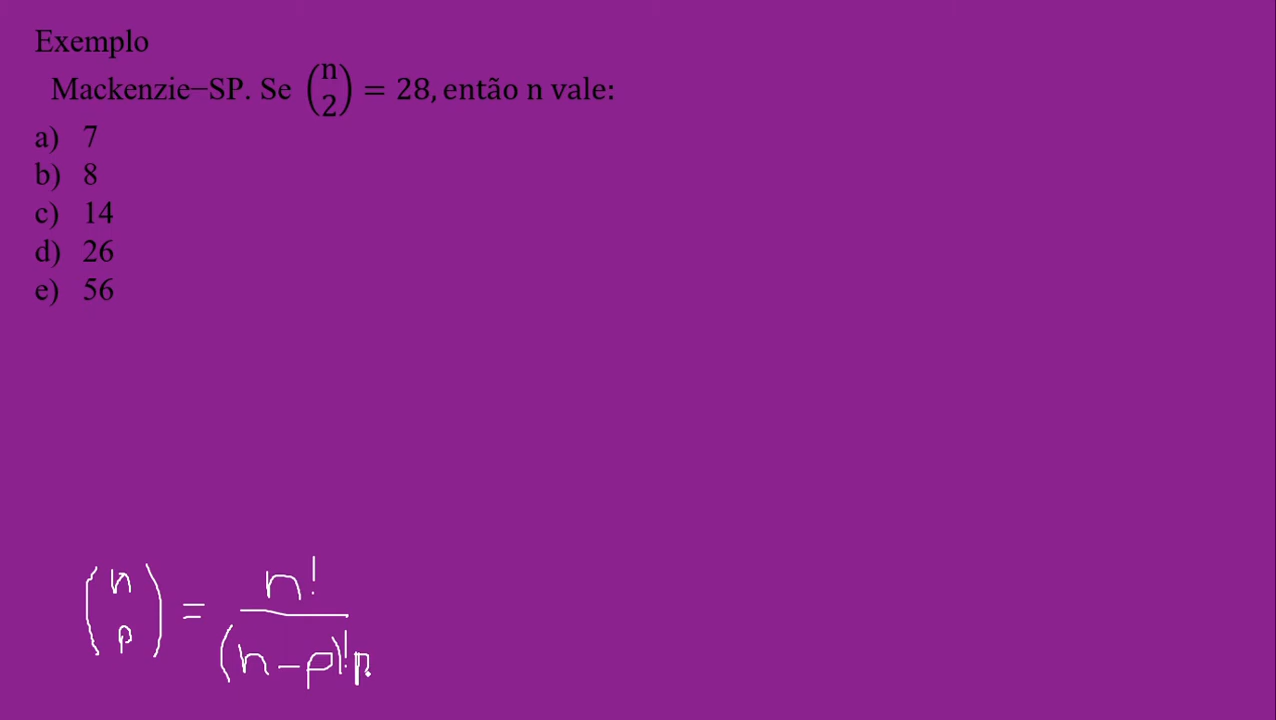 Exemplo
Mackenzie–SP. Se (n 2) = 28, então n vale:
a) 7
b) 8
c) 14
d) 26
e) 56
(n p) = n! / (n – p)!p